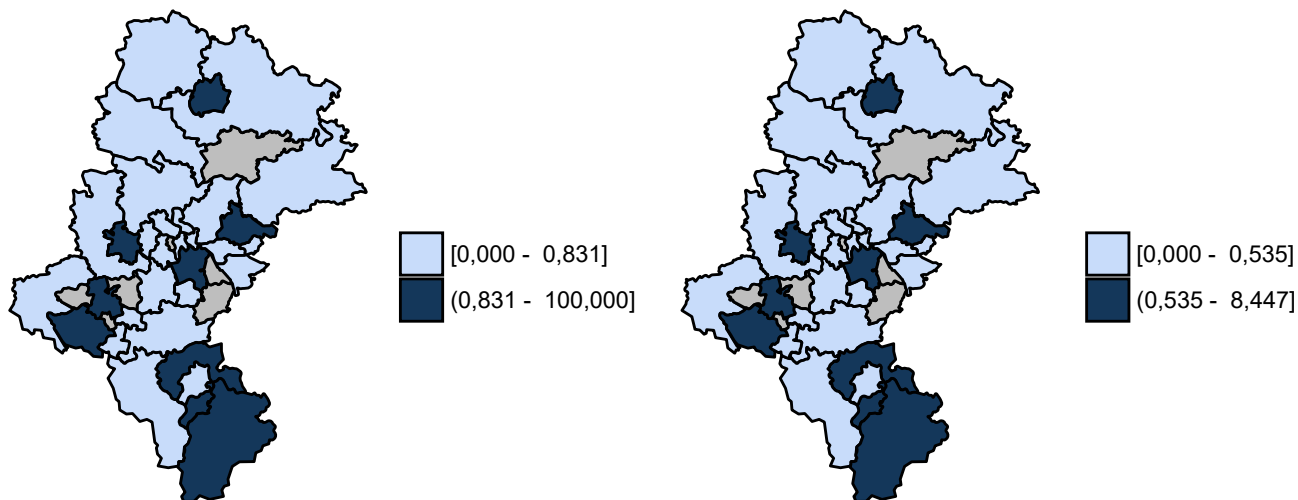 [0,000 - 0,831]
(0,831 - 100,000]
[0,000 - 0,535]
(0,535 - 8,447]